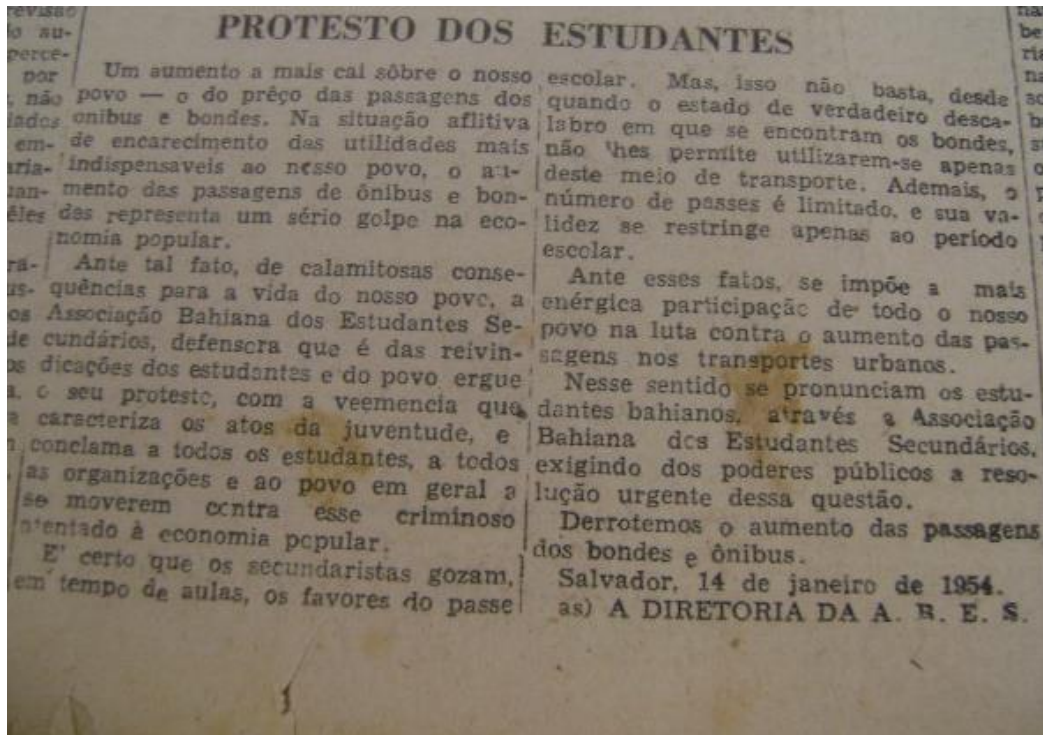 PROTESTO DOS ESTUDANTES
Um aumento a mais cai sôbre o nosso
povo — o do prêço das passagens dos
onibus e bondes. Na situação aflitiva
de encarecimento das utilidades mais
indispensaveis ao nosso povo, o au-
mento das passagens de ônibus e bon-
des representa um sério golpe na eco-
nomia popular.
Ante tal fato, de calamitosas conse-
quências para a vida do nosso povo, a
Associação Bahiana dos Estudantes Se-
cundários, defensora que é das reivin-
dicações dos estudantes e do povo ergue
o seu protesto, com a veemencia que
caracteriza os atos da juventude, e
conclama a todos os estudantes, a todos
as organizações e ao povo em geral a
se moverem contra esse criminoso
atentado à economia popular.
E' certo que os secundaristas gozam,
em tempo de aulas, os favores do passe
escolar. Mas, isso não basta, desde
quando o estado de verdadeiro desca-
labro em que se encontram os bondes,
não lhes permite utilizarem-se apenas
deste meio de transporte. Ademais, o
número de passes é limitado, e sua va-
lidez se restringe apenas ao período
escolar.
Ante esses fatos, se impõe a mais
enérgica participação de todo o nosso
povo na luta contra o aumento das pas-
sagens nos transportes urbanos.
Nesse sentido se pronunciam os estu-
dantes bahianos, através a Associação
Bahiana dos Estudantes Secundários,
exigindo dos poderes públicos a reso-
lução urgente dessa questão.
Derrotemos o aumento das passagens
dos bondes e ônibus.
Salvador, 14 de janeiro de 1954.
as) A DIRETORIA DA A. B. E. S.